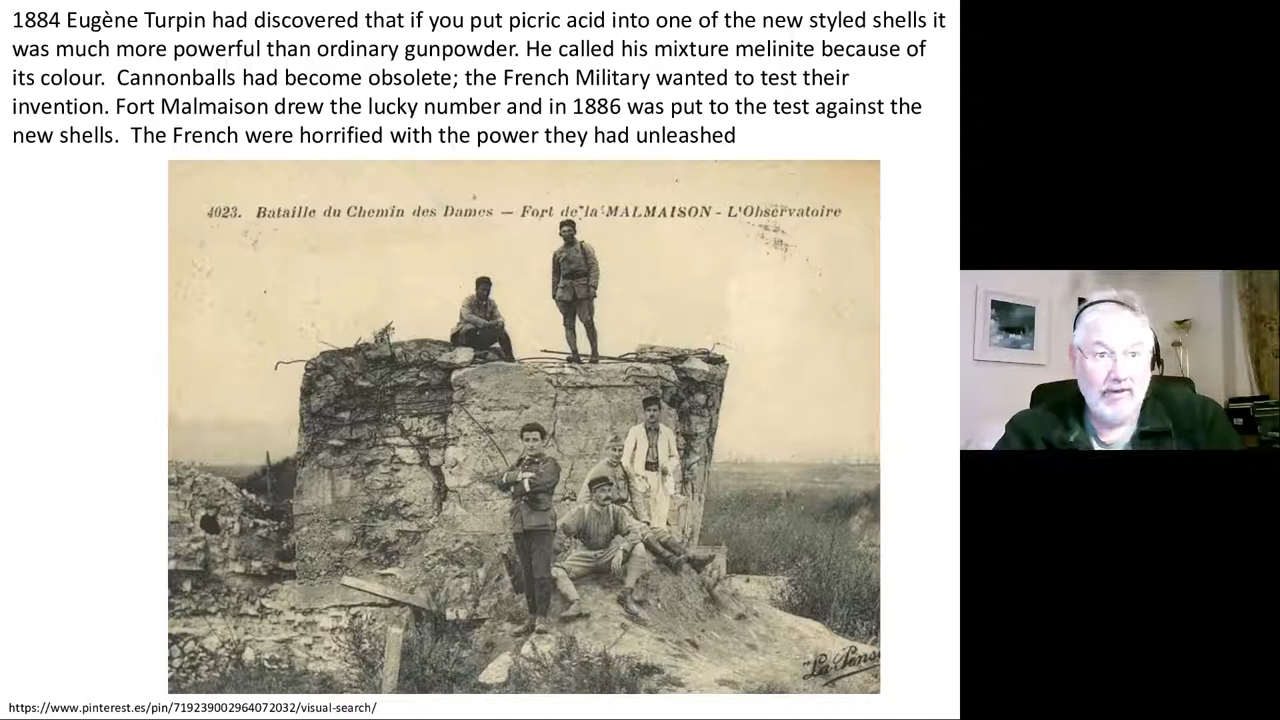 1884 Eugène Turpin had discovered that if you put picric acid into one of the new styled shells it
was much more powerful than ordinary gunpowder. He called his mixture melinite because of
its colour.  Cannonballs had become obsolete; the French Military wanted to test their
invention. Fort Malmaison drew the lucky number and in 1886 was put to the test against the
new shells.  The French were horrified with the power they had unleashed
4023. Bataille du Chemin des Dames — Fort de la MALMAISON - L'Observatoire
https://www.pinterest.es/pin/719239002964072032/visual-search/